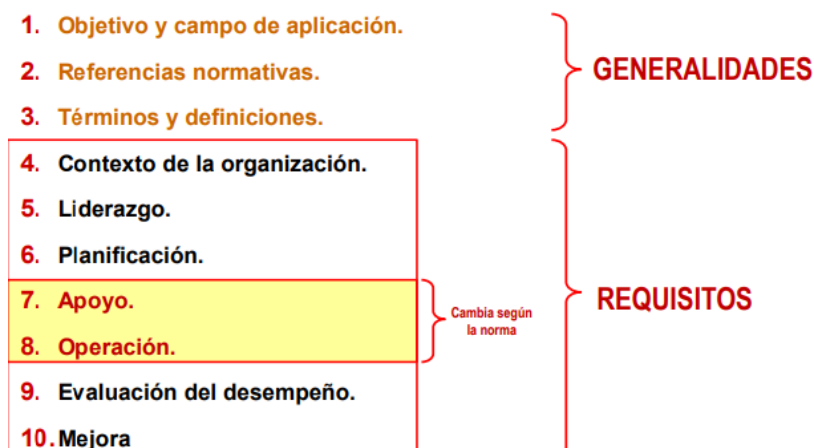 1. Objetivo y campo de aplicación.
2. Referencias normativas.
3. Términos y definiciones.
GENERALIDADES
4. Contexto de la organización.
5. Liderazgo.
6. Planificación.
7. Apoyo.
8. Operación.
Cambia según
la norma
9. Evaluación del desempeño.
10. Mejora
REQUISITOS